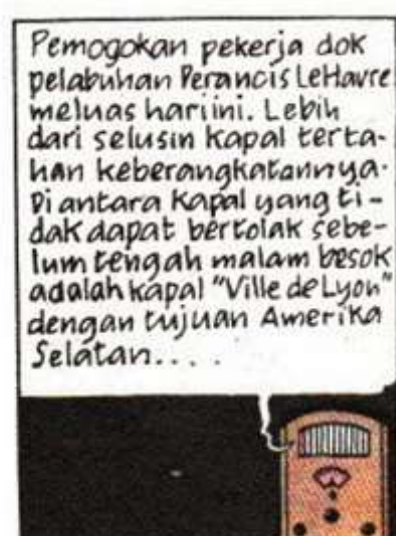 Pemogokan pekerja dok
pelabuhan Perancis LeHavre
meluas hari ini. Lebih
dari selusin kapal terta-
han keberangkatannya.
Di antara kapal yang ti-
dak dapat bertolak sebe-
lum tengah malam besok
adalah kapal "Ville de Lyon"
dengan tujuan Amerika
Selatan....